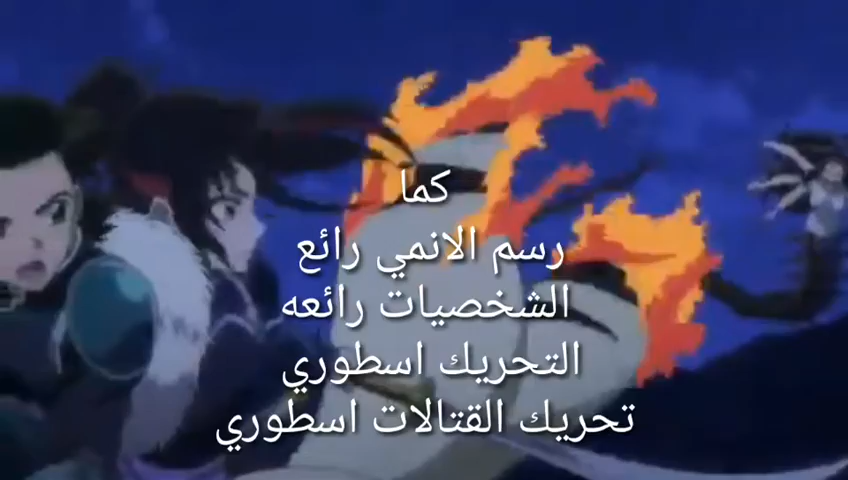 كما
رسم الانمي رائع
الشخصيات رائعه
التحريك اسطوري
تحريك القتالات اسطوري